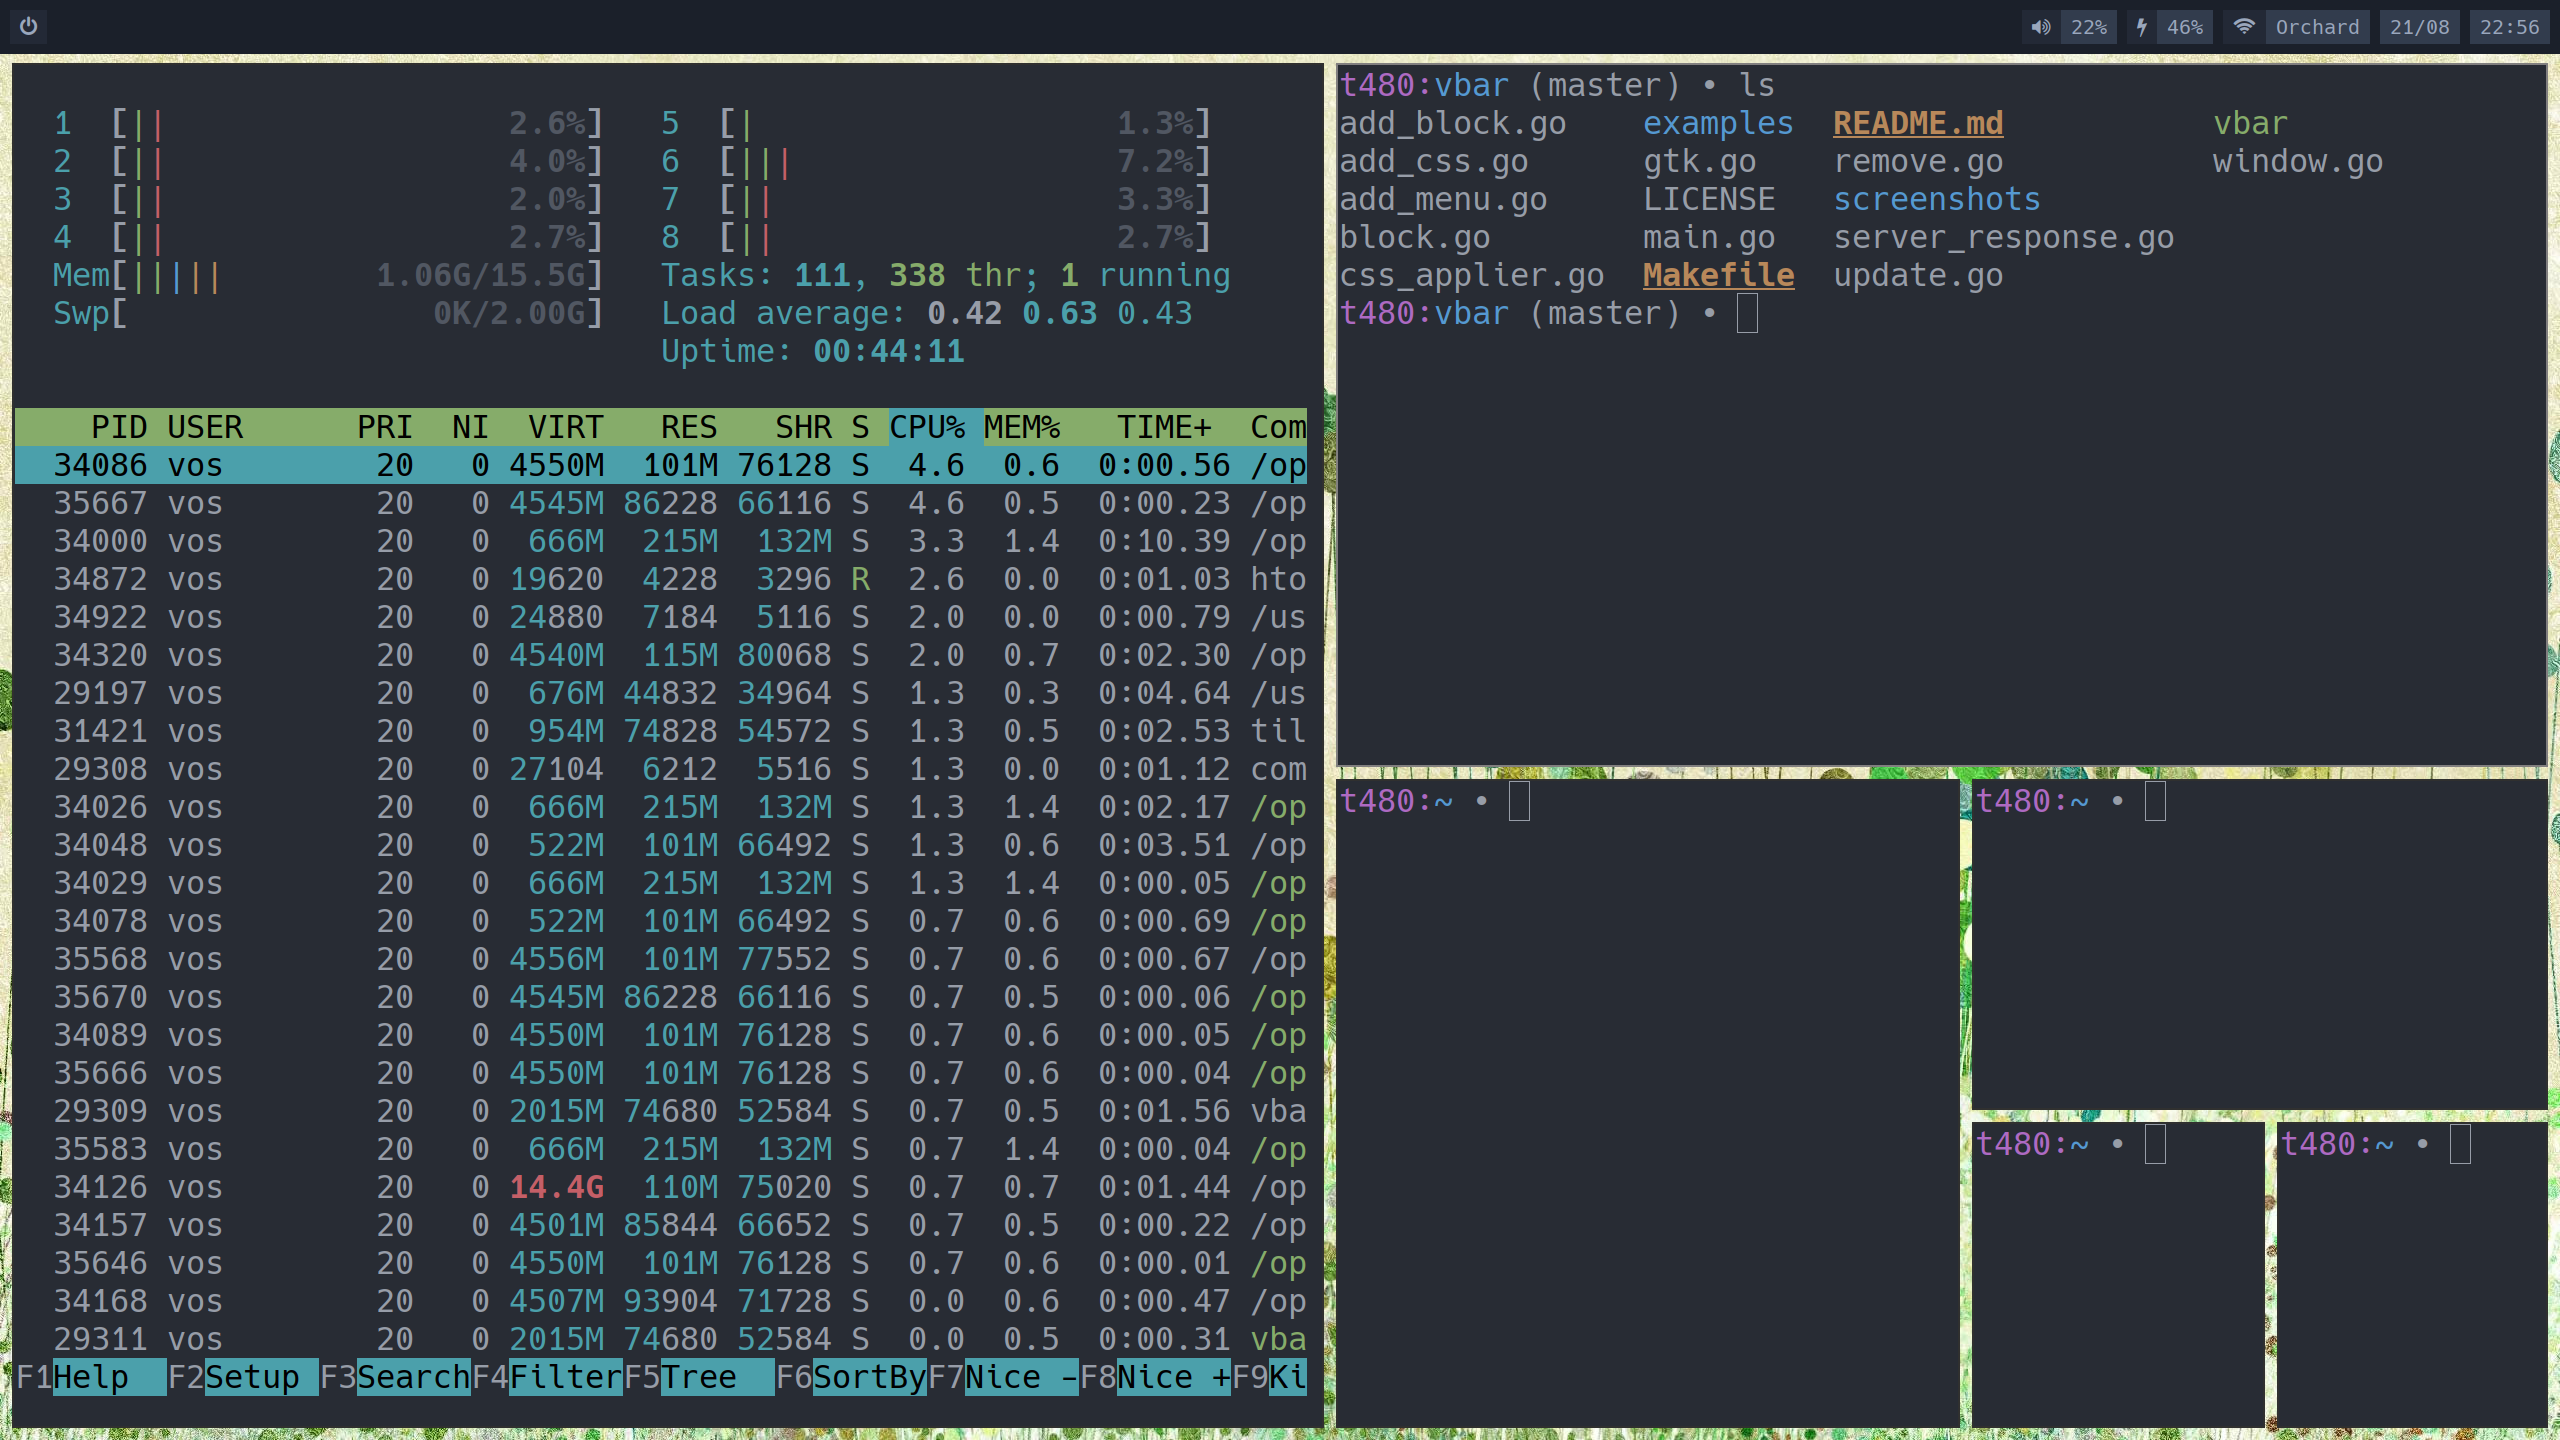 22% 46% Orchard 21/08 22:56
1 [|| 2.6%] 5 [| 1.3%]
2 [|| 4.0%] 6 [||| 7.2%]
3 [|| 2.0%] 7 [|| 3.3%]
4 [|| 2.7%] 8 [|| 2.7%]
Mem[||||| 1.06G/15.5G] Tasks: 111, 338 thr; 1 running
Swp[ 0K/2.00G] Load average: 0.42 0.63 0.43
Uptime: 00:44:11
PID USER PRI NI VIRT RES SHR S CPU% MEM% TIME+ Com
34086 vos 20 0 4550M 101M 76128 S 4.6 0.6 0:00.56 /op
35667 vos 20 0 4545M 86228 66116 S 4.6 0.5 0:00.23 /op
34000 vos 20 0 666M 215M 132M S 3.3 1.4 0:10.39 /op
34872 vos 20 0 19620 4228 3296 R 2.6 0.0 0:01.03 hto
34922 vos 20 0 24880 7184 5116 S 2.0 0.0 0:00.79 /us
34320 vos 20 0 4540M 115M 80068 S 2.0 0.7 0:02.30 /op
29197 vos 20 0 676M 44832 34964 S 1.3 0.3 0:04.64 /us
31421 vos 20 0 954M 74828 54572 S 1.3 0.5 0:02.53 til
29308 vos 20 0 27104 6212 5516 S 1.3 0.0 0:01.12 com
34026 vos 20 0 666M 215M 132M S 1.3 1.4 0:02.17 /op
34048 vos 20 0 522M 101M 66492 S 1.3 0.6 0:03.51 /op
34029 vos 20 0 666M 215M 132M S 1.3 1.4 0:00.05 /op
34078 vos 20 0 522M 101M 66492 S 0.7 0.6 0:00.69 /op
35568 vos 20 0 4556M 101M 77552 S 0.7 0.6 0:00.67 /op
35670 vos 20 0 4545M 86228 66116 S 0.7 0.5 0:00.06 /op
34089 vos 20 0 4550M 101M 76128 S 0.7 0.6 0:00.05 /op
35666 vos 20 0 4550M 101M 76128 S 0.7 0.6 0:00.04 /op
29309 vos 20 0 2015M 74680 52584 S 0.7 0.5 0:01.56 vba
35583 vos 20 0 666M 215M 132M S 0.7 1.4 0:00.04 /op
34126 vos 20 0 14.4G 110M 75020 S 0.7 0.7 0:01.44 /op
34157 vos 20 0 4501M 85844 66652 S 0.7 0.5 0:00.22 /op
35646 vos 20 0 4550M 101M 76128 S 0.7 0.6 0:00.01 /op
34168 vos 20 0 4507M 93904 71728 S 0.0 0.6 0:00.47 /op
29311 vos 20 0 2015M 74680 52584 S 0.0 0.5 0:00.31 vba
F1Help F2Setup F3SearchF4FilterF5Tree F6SortByF7Nice -F8Nice +F9Ki
t480:vbar (master) • ls
add_block.go examples README.md vbar
add_css.go gtk.go remove.go window.go
add_menu.go LICENSE screenshots
block.go main.go server_response.go
css_applier.go Makefile update.go
t480:vbar (master) •
t480:~ •
t480:~ •
t480:~ •
t480:~ •